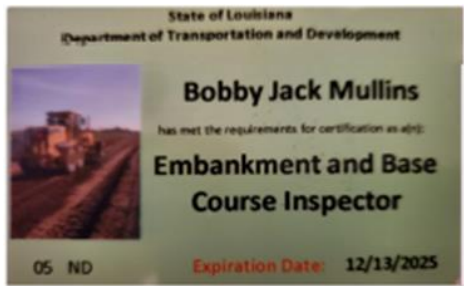 State of Louisiana
Department of Transportation and Development
Bobby Jack Mullins
has met the requirements for certification as a(n):
Embankment and Base
Course Inspector
05 ND
Expiration Date: 12/13/2025